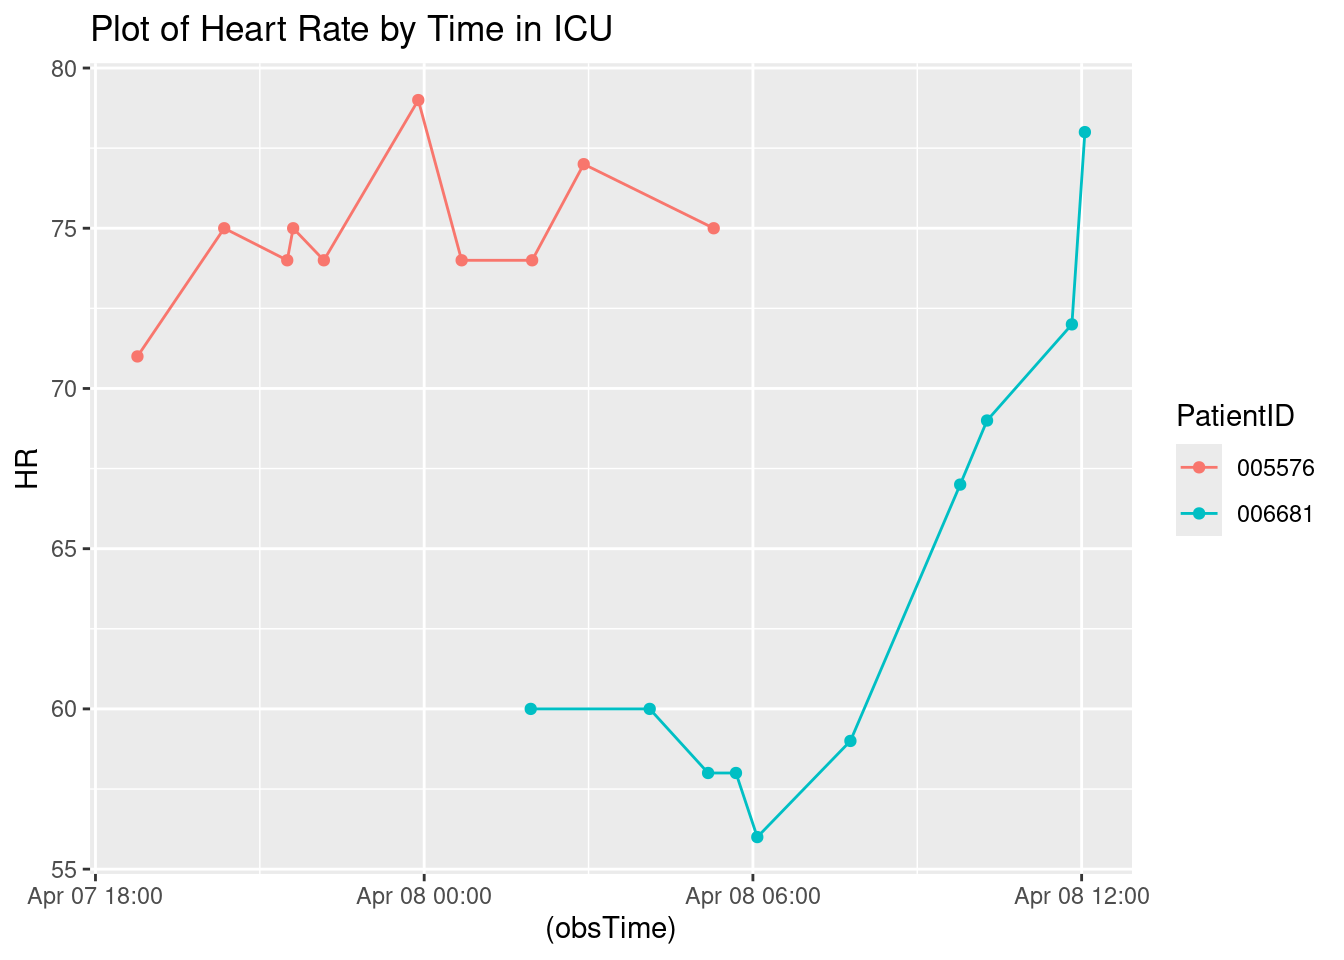 Plot of Heart Rate by Time in ICU
80
75
70
65
60
55
HR
Apr 07 18:00
Apr 08 00:00
Apr 08 06:00
Apr 08 12:00
(obsTime)
PatientID
005576
006681